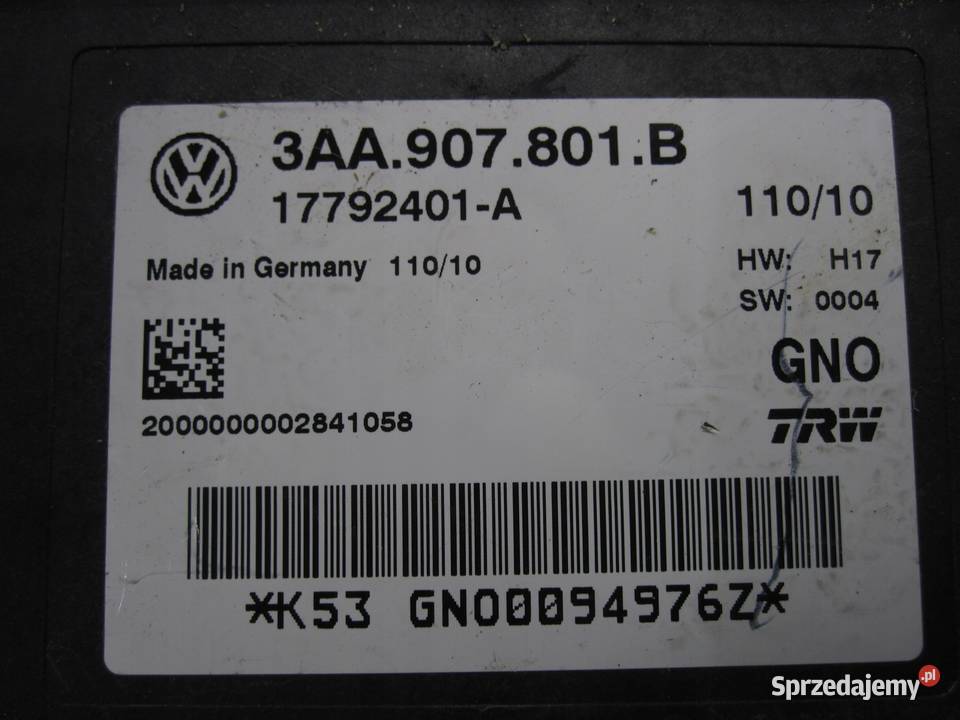 3AA.907.801.B
17792401-A
110/10
Made in Germany 110/10
HW: H17
SW: 0004
GNO
2000000002841058
TRW
*K53 GNO0094976Z*
Sprzedajemy.pl